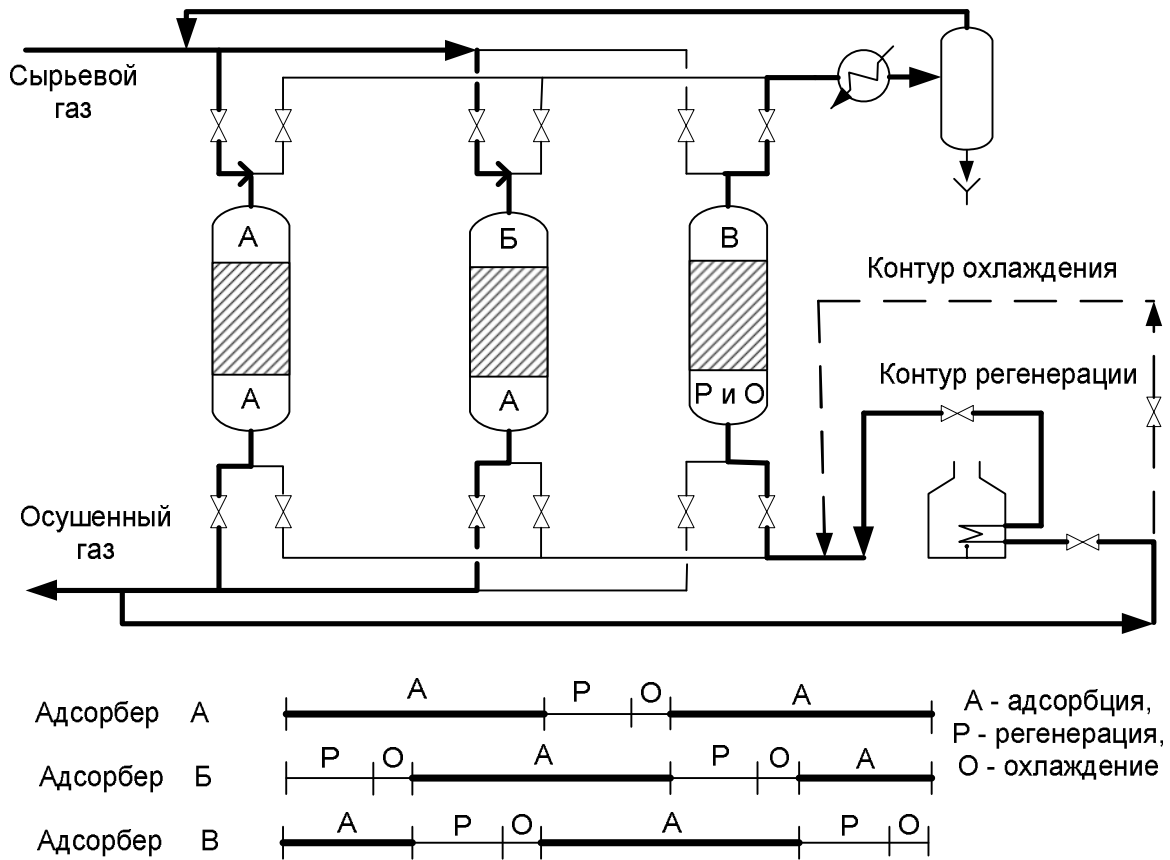 Сырьевой
газ
А
Б
В
Контур охлаждения
Контур регенерации
А
А
Р и О
Осушенный
газ
А Р О А
Адсорбер А
А - адсорбция,
Р - регенерация,
О - охлаждение
Р О А Р О А
Адсорбер Б
А Р О А Р О
Адсорбер В